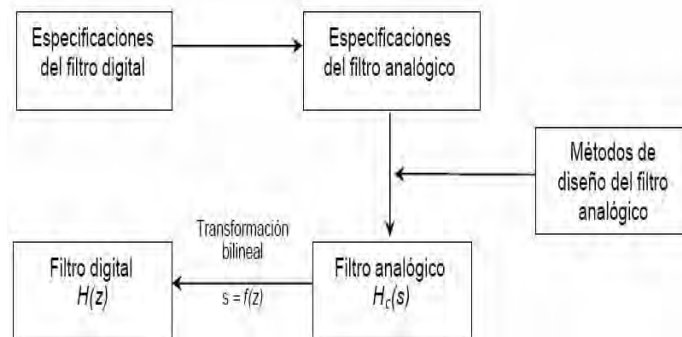 Especificaciones
del filtro digital
Especificaciones
del filtro analógico
Métodos de
diseño del filtro
analógico
Transformación
bilineal
s = f(z)
Filtro digital
H(z)
Filtro analógico
Hc(s)